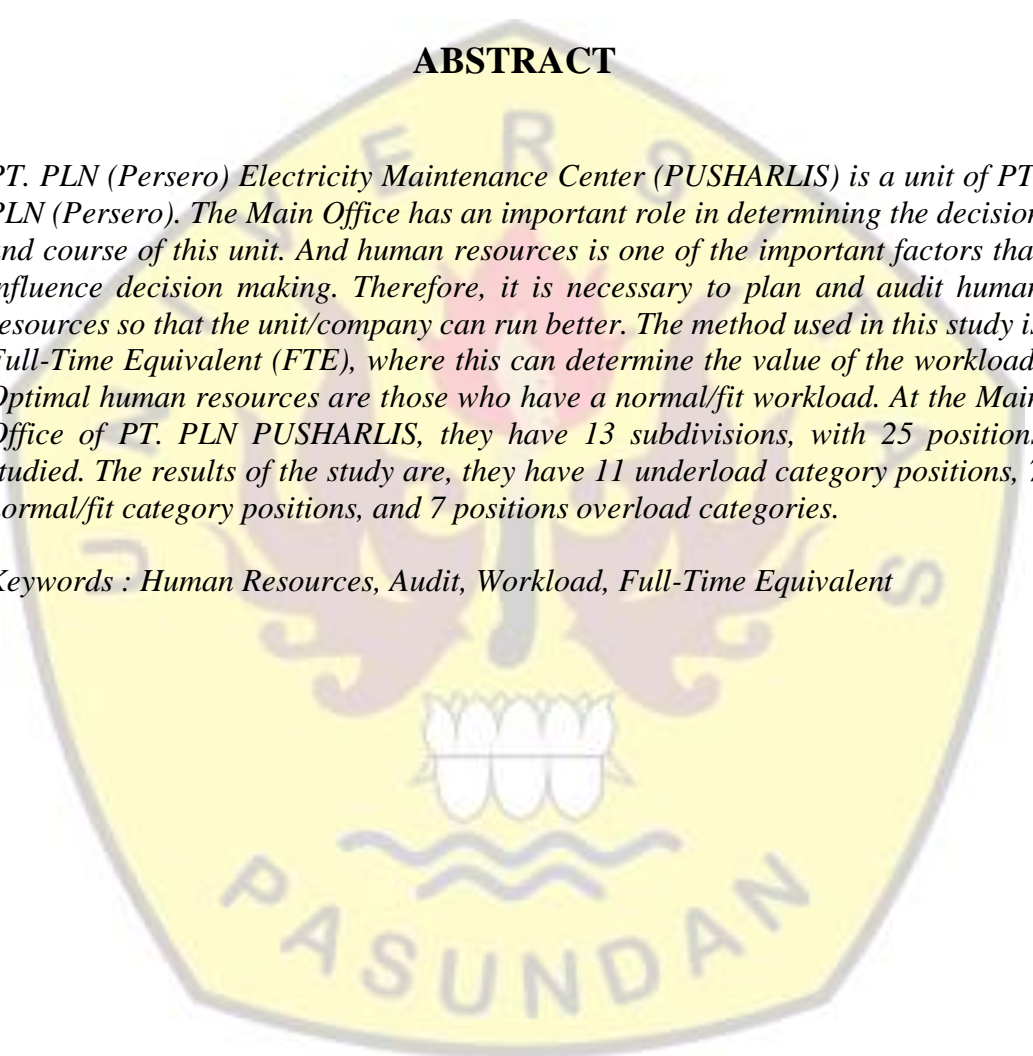 ABSTRACT
PT. PLN (Persero) Electricity Maintenance Center (PUSHARLIS) is a unit of PT.
PLN (Persero). The Main Office has an important role in determining the decision
and course of this unit. And human resources is one of the important factors that
influence decision making. Therefore, it is necessary to plan and audit human
resources so that the unit/company can run better. The method used in this study is
Full-Time Equivalent (FTE), where this can determine the value of the workload.
Optimal human resources are those who have a normal/fit workload. At the Main
Office of PT. PLN PUSHARLIS, they have 13 subdivisions, with 25 positions
studied. The results of the study are, they have 11 underload category positions, 7
normal/fit category positions, and 7 positions overload categories.
Keywords : Human Resources, Audit, Workload, Full-Time Equivalent
UNIVERSITAS
PASUNDAN